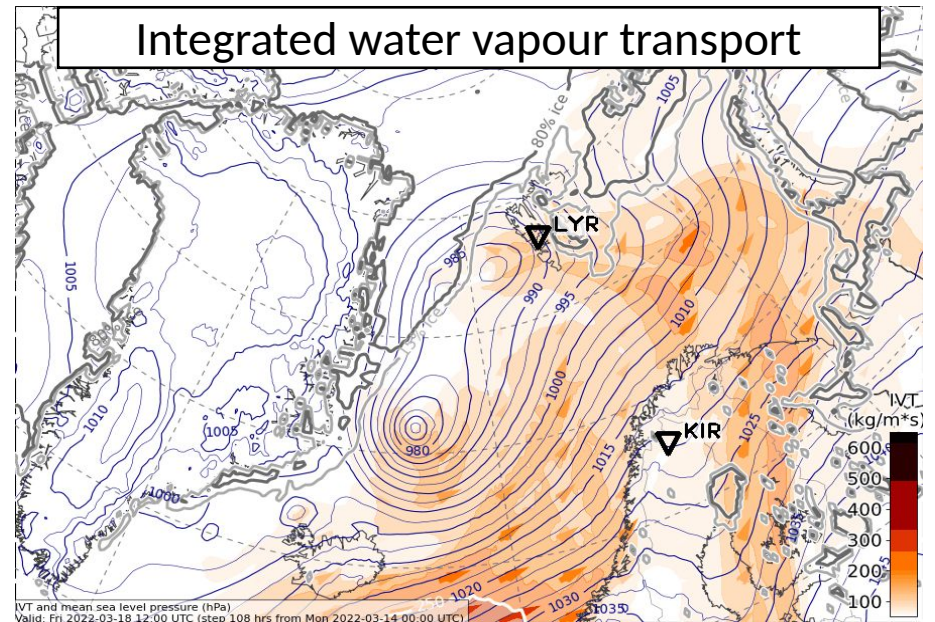 Integrated water vapour transport
1005
80% ice
LYR
985
990
995
1005
1010
1010
1000
IVT
(kg/m*s)
1025
1005
KIR
980
1015
600
500
400
300
200
100
1000
1035
1020
1030
1035
IVT and mean sea level pressure (hPa)
Valid: Fri 2022-03-18 12:00 UTC (step 108 hrs from Mon 2022-03-14 00:00 UTC)